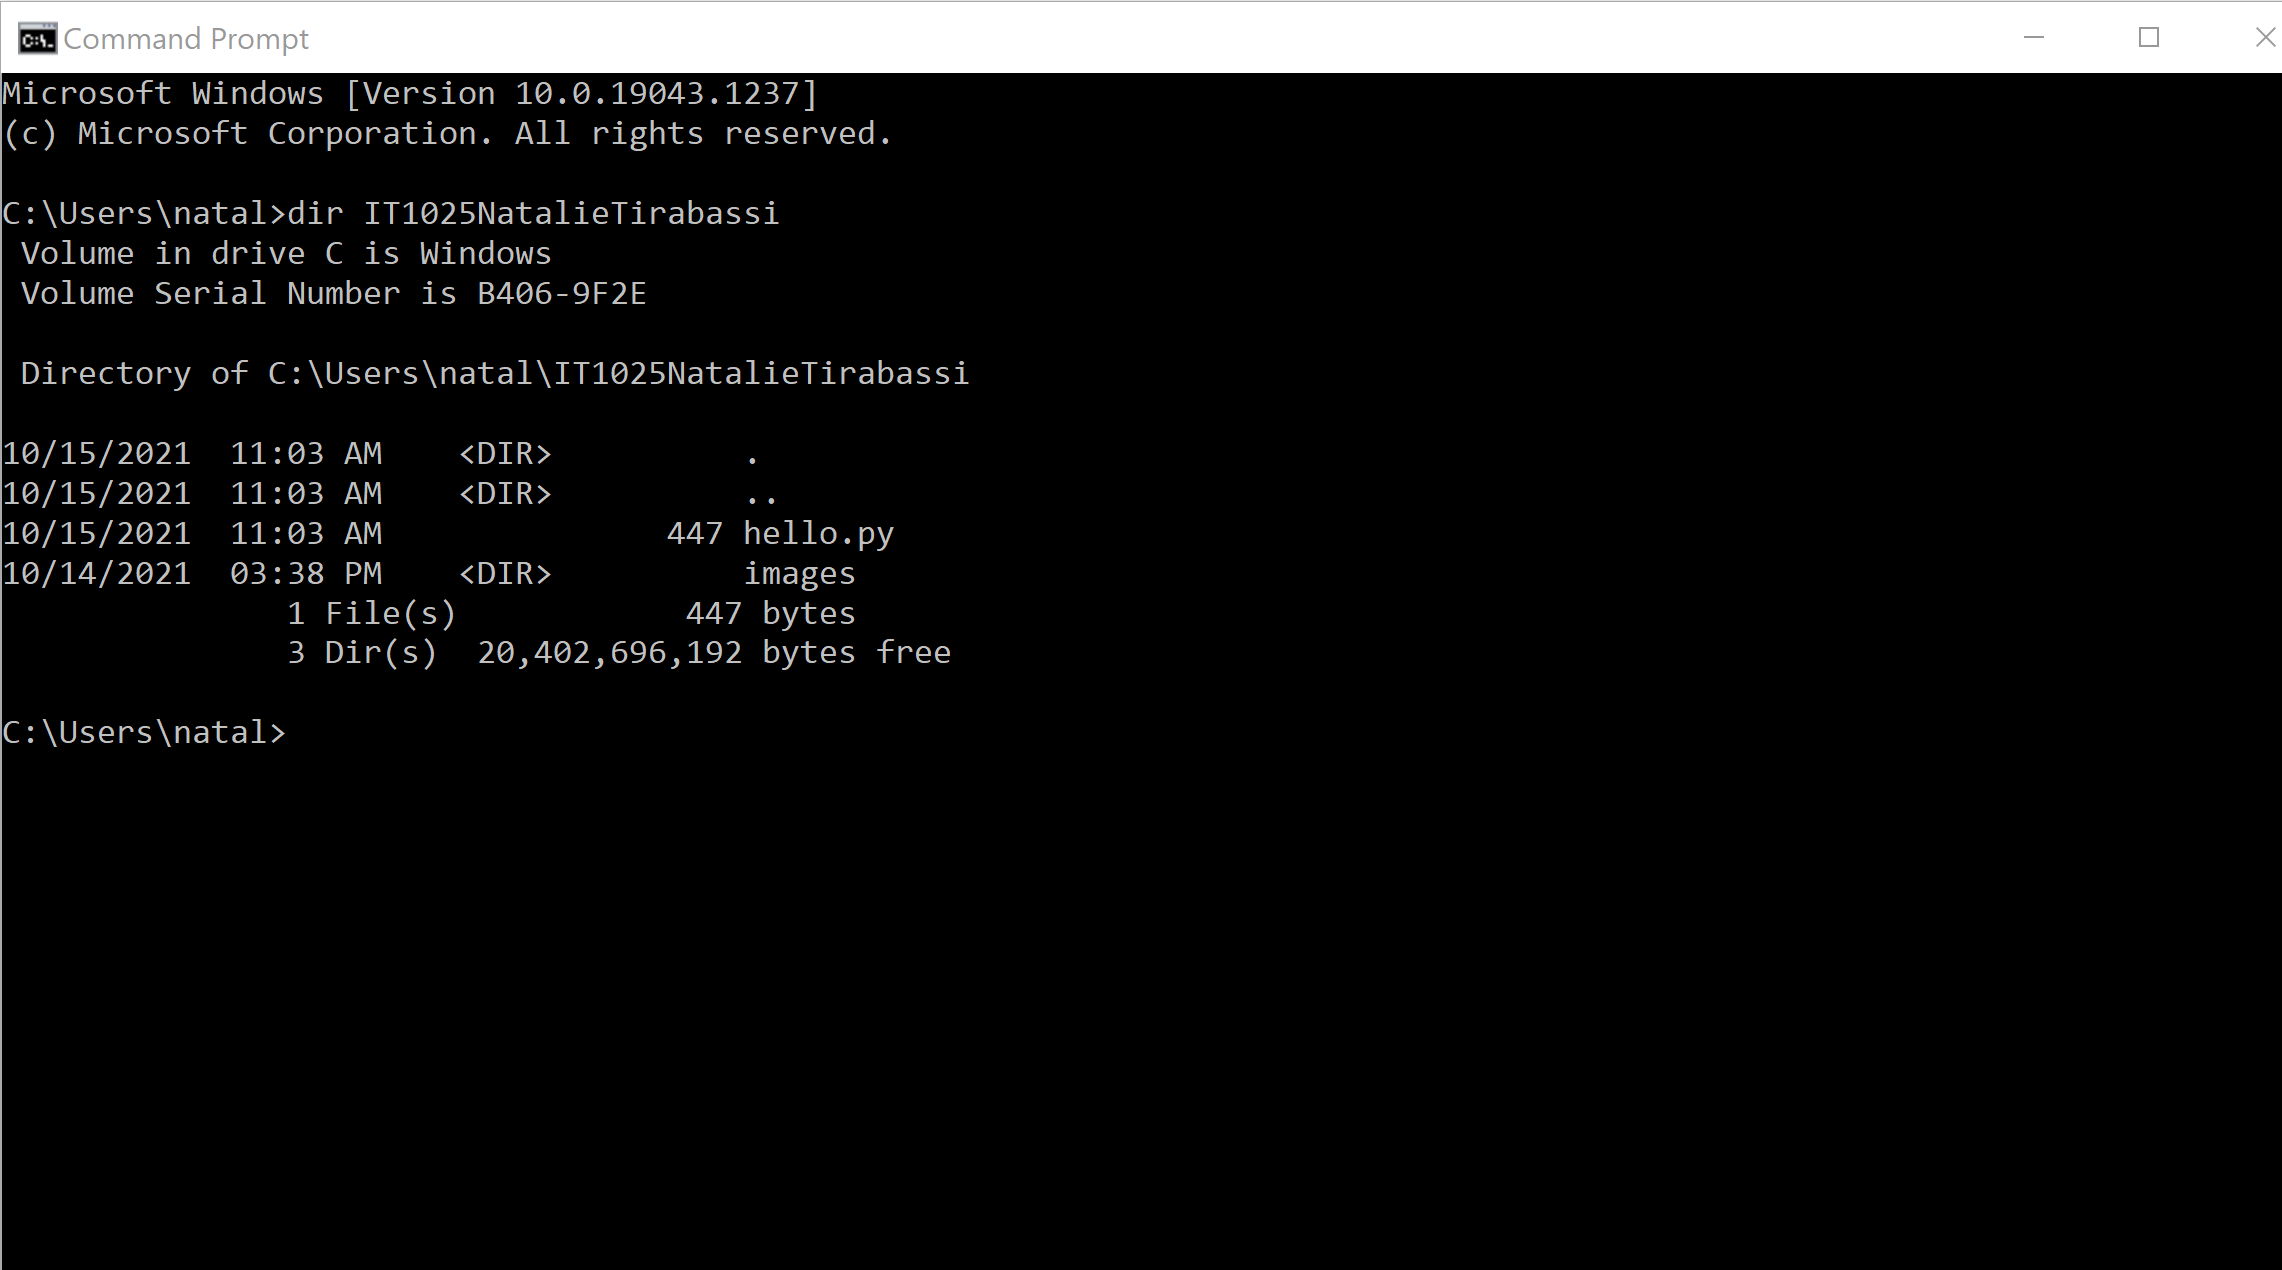 Command Prompt
Microsoft Windows [Version 10.0.19043.1237]
(c) Microsoft Corporation. All rights reserved.
C:\Users\natal>dir IT1025NatalieTirabassi
Volume in drive C is Windows
Volume Serial Number is B406-9F2E
Directory of C:\Users\natal\IT1025NatalieTirabassi
10/15/2021  11:03 AM    <DIR>          .
10/15/2021  11:03 AM    <DIR>          ..
10/15/2021  11:03 AM               447 hello.py
10/14/2021  03:38 PM    <DIR>          images
1 File(s)            447 bytes
3 Dir(s)  20,402,696,192 bytes free
C:\Users\natal>